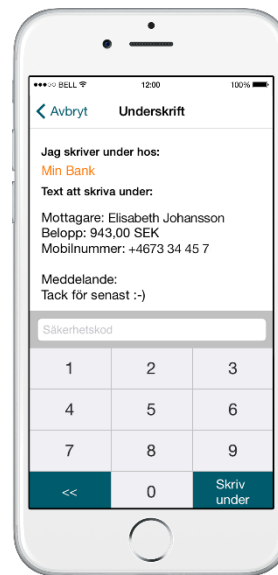 BELL 12:00 100%
Avbryt Underskrift
Jag skriver under hos:
Min Bank
Text att skriva under:
Mottagare: Elisabeth Johansson
Belopp: 943,00 SEK
Mobilnummer: +4673 34 45 7
Meddelande:
Tack för senast :-)
Säkerhetskod
1 2 3
4 5 6
7 8 9
<< 0 Skriv
under